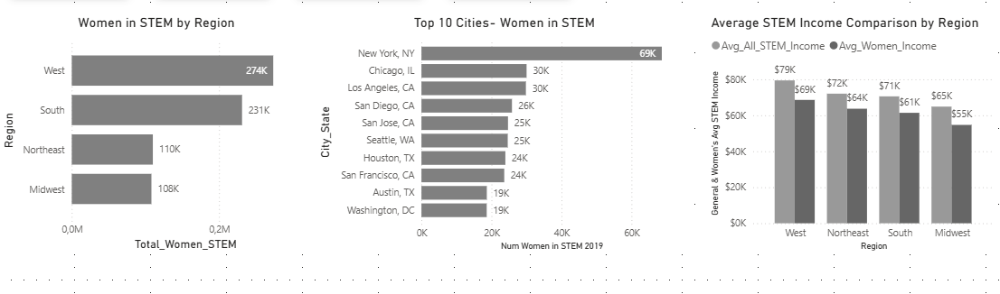 Women in STEM by Region
Region
West 274K
South 231K
Northeast 110K
Midwest 108K
0,0M 0,2M
Total_Women_STEM
Top 10 Cities- Women in STEM
City_State
New York, NY 69K
Chicago, IL 30K
Los Angeles, CA 30K
San Diego, CA 26K
San Jose, CA 25K
Seattle, WA 25K
Houston, TX 24K
San Francisco, CA 24K
Austin, TX 19K
Washington, DC 19K
0K 20K 40K 60K
Num Women in STEM 2019
Average STEM Income Comparison by Region
Avg_All_STEM_Income Avg_Women_Income
General & Women's Avg STEM Income
$80K
$60K
$40K
$20K
$0K
$79K $69K $72K $64K $71K $61K $65K $55K
West Northeast South Midwest
Region